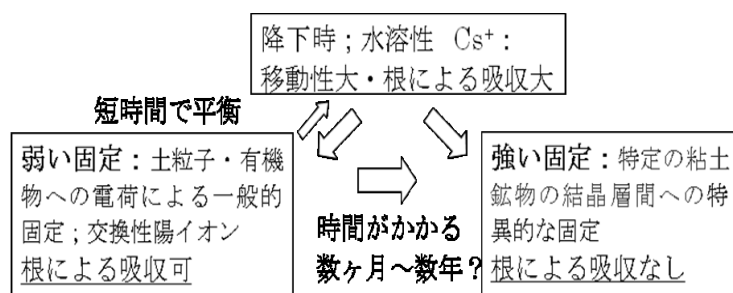 降下時；水溶性 Cs⁺：
移動性大・根による吸収大
短時間で平衡
弱い固定：土粒子・有機
物への電荷による一般的
固定；交換性陽イオン
根による吸収可
時間がかかる
数ヶ月～数年？
強い固定：特定の粘土
鉱物の結晶層間への特
異的な固定
根による吸収なし